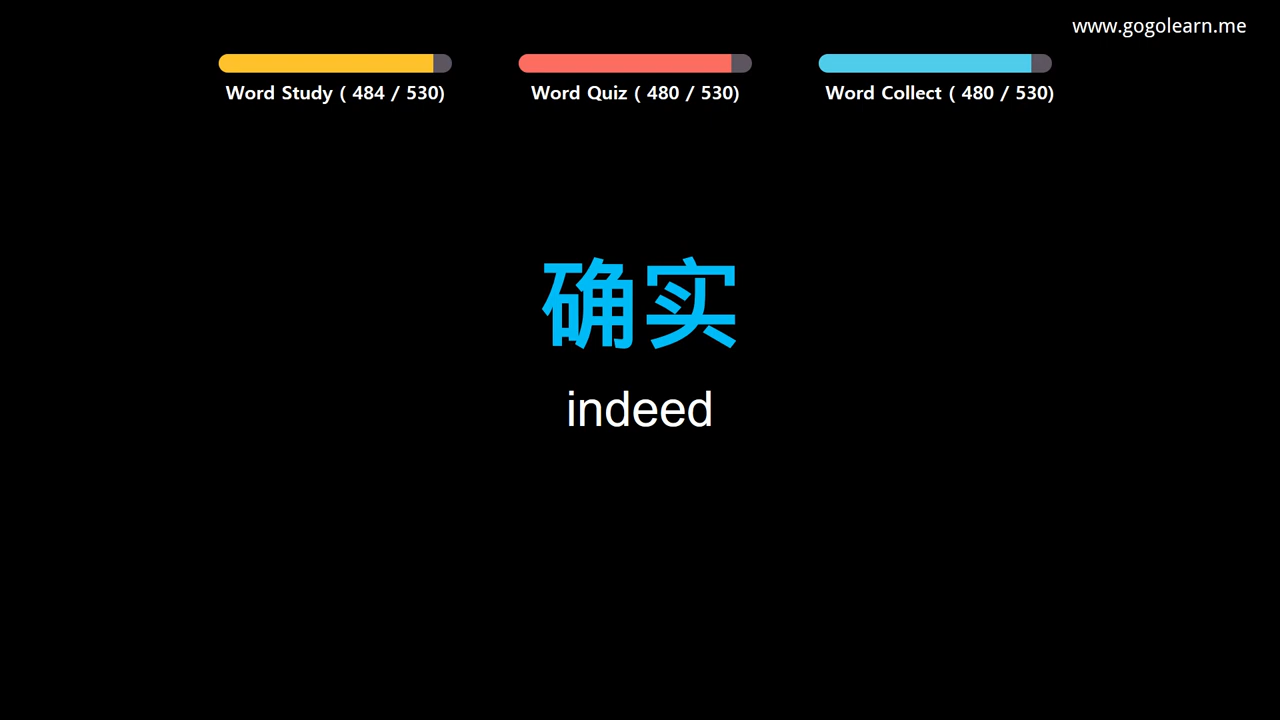 www.gogolearn.me
Word Study ( 484 / 530)
Word Quiz ( 480 / 530)
Word Collect ( 480 / 530)
确实
indeed